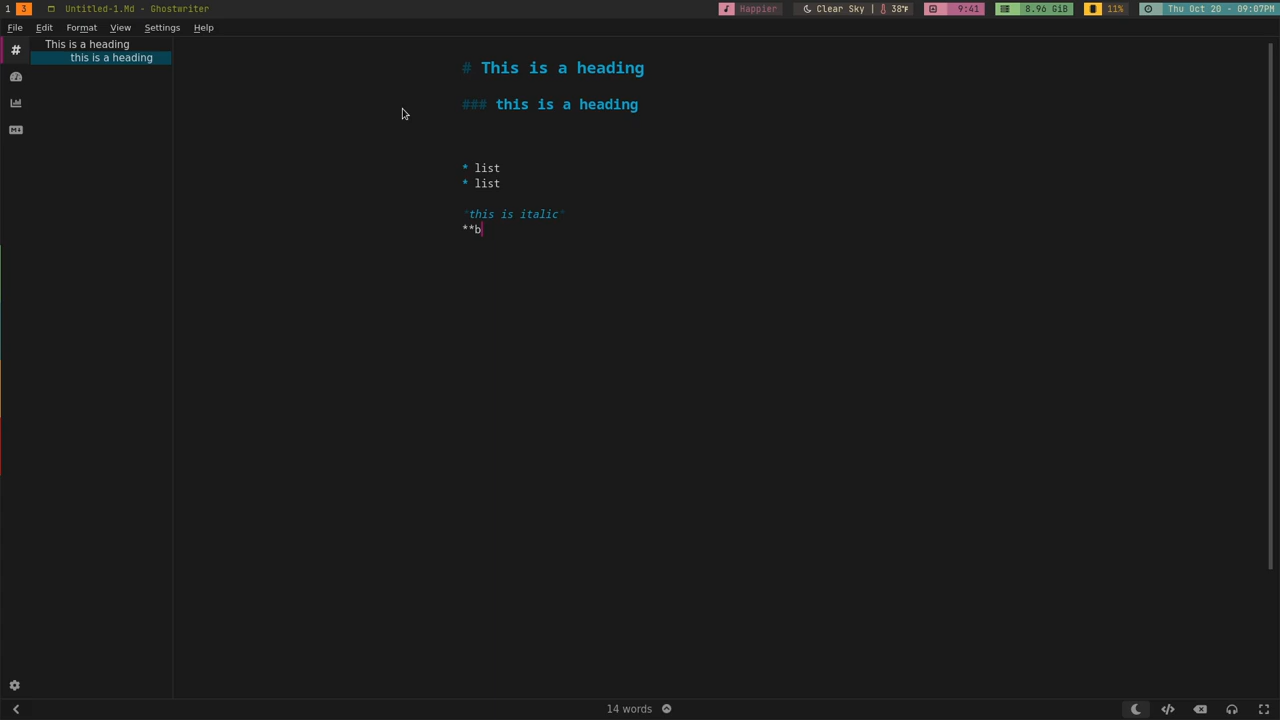 1 3 Untitled-1.Md - Ghostwriter Happier Clear Sky | 38°F 9:41 8.96 GiB 11% Thu Oct 20 - 09:07PM
File Edit Format View Settings Help
This is a heading
this is a heading
# This is a heading
### this is a heading
* list
* list
*this is italic*
**b
14 words